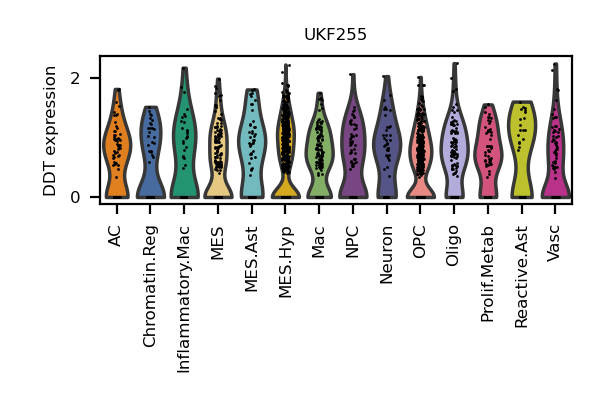 UKF255
DDT expression
2
0
AC
Chromatin.Reg
Inflammatory.Mac
MES
MES.Ast
MES.Hyp
Mac
NPC
Neuron
OPC
Oligo
Prolif.Metab
Reactive.Ast
Vasc